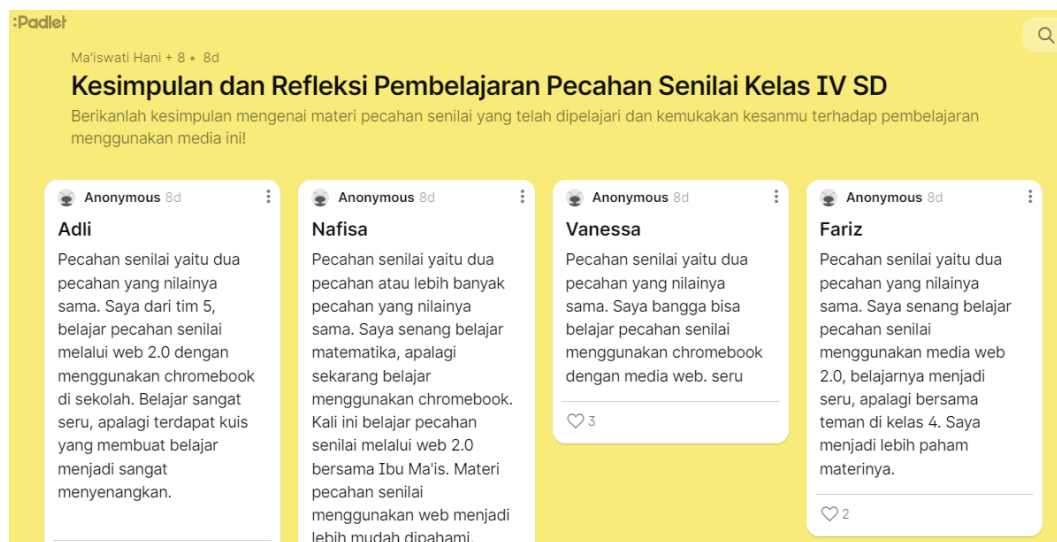 :Padlet
Ma'iswati Hani + 8 • 8d
Kesimpulan dan Refleksi Pembelajaran Pecahan Senilai Kelas IV SD
Berikanlah kesimpulan mengenai materi pecahan senilai yang telah dipelajari dan kemukakan kesanmu terhadap pembelajaran
menggunakan media ini!
Anonymous 8d
Adli
Pecahan senilai yaitu dua
pecahan yang nilainya
sama. Saya dari tim 5,
belajar pecahan senilai
melalui web 2.0 dengan
menggunakan chromebook
di sekolah. Belajar sangat
seru, apalagi terdapat kuis
yang membuat belajar
menjadi sangat
menyenangkan.
Anonymous 8d
Nafisa
Pecahan senilai yaitu dua
pecahan atau lebih banyak
pecahan yang nilainya
sama. Saya senang belajar
matematika, apalagi
sekarang belajar
menggunakan chromebook.
Kali ini belajar pecahan
senilai melalui web 2.0
bersama Ibu Ma'is. Materi
pecahan senilai
menggunakan web menjadi
lebih mudah dipahami.
Anonymous 8d
Vanessa
Pecahan senilai yaitu dua
pecahan yang nilainya
sama. Saya bangga bisa
belajar pecahan senilai
menggunakan chromebook
dengan media web. seru
3
Anonymous 8d
Fariz
Pecahan senilai yaitu dua
pecahan yang nilainya
sama. Saya senang belajar
pecahan senilai
menggunakan media web
2.0, belajarnya menjadi
seru, apalagi bersama
teman di kelas 4. Saya
menjadi lebih paham
materinya.
2